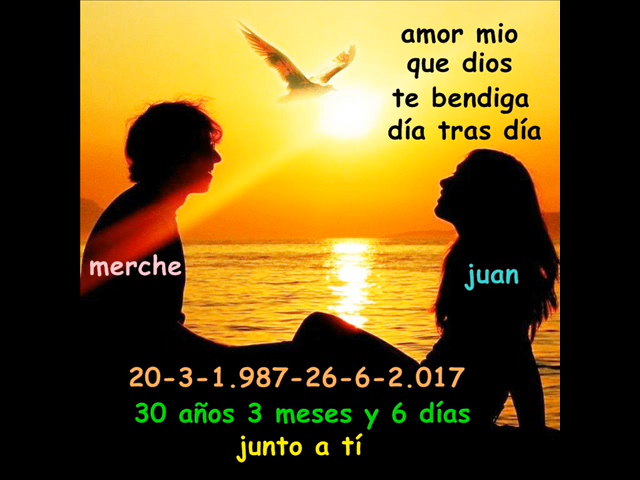 amor mio
que dios
te bendiga
día tras día
merche
juan
20-3-1.987-26-6-2.017
30 años 3 meses y 6 días
junto a tí